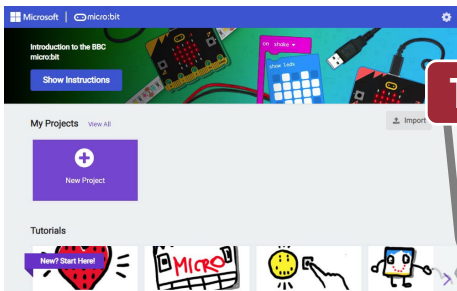 Microsoft | micro:bit
Introduction to the BBC
micro:bit
Show Instructions
on shake
show leds
My Projects View All
Import
New Project
Tutorials
New? Start Here!
MICRO